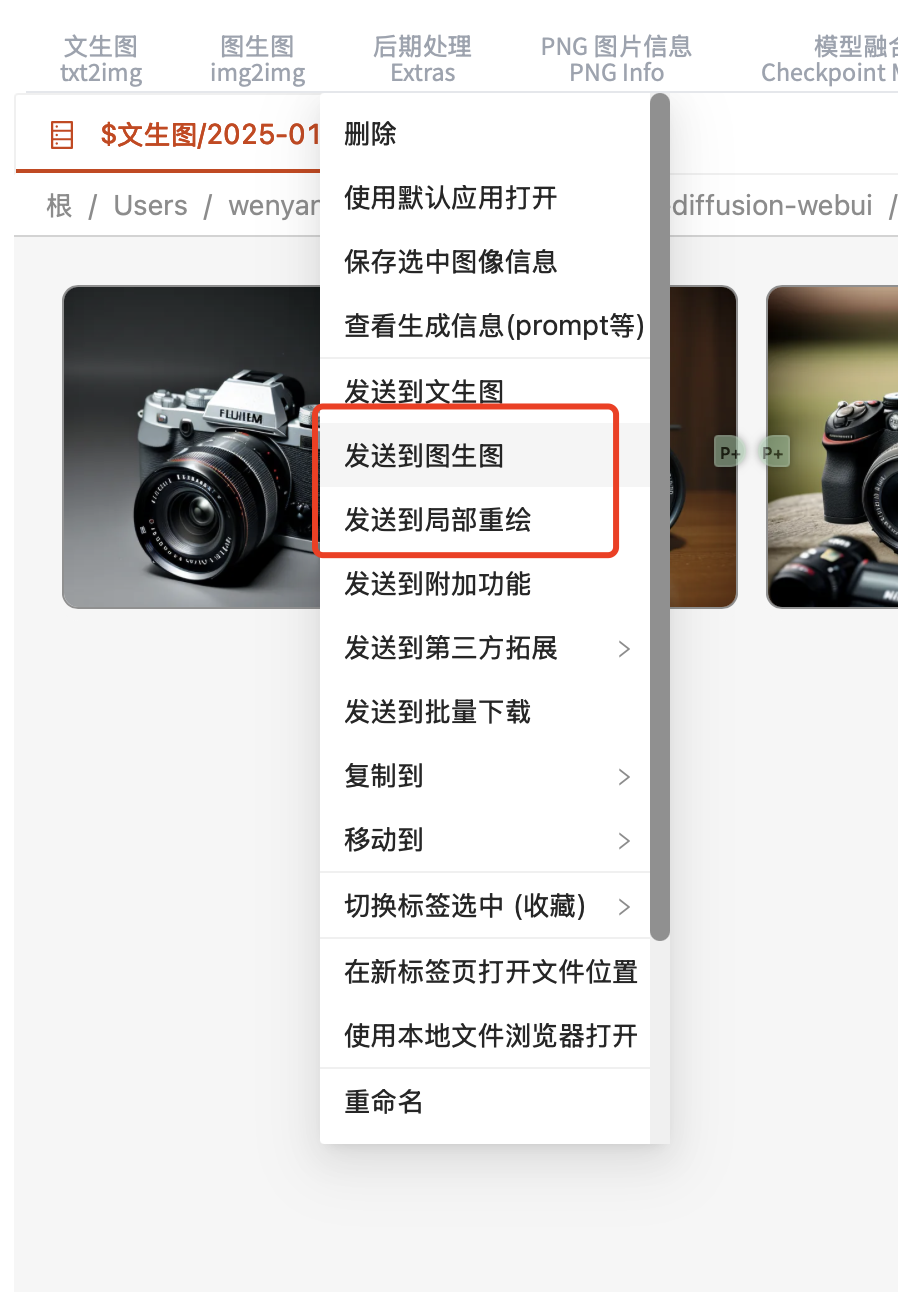 文生图
txt2img
图生图
img2img
后期处理
Extras
PNG 图片信息
PNG Info
模型融合
Checkpoint M
$文生图/2025-01
根 / Users / wenyan
diffusion-webui /
删除
使用默认应用打开
保存选中图像信息
查看生成信息(prompt等)
发送到文生图
发送到图生图
发送到局部重绘
发送到附加功能
发送到第三方拓展
发送到批量下载
复制到
移动到
切换标签选中 (收藏)
在新标签页打开文件位置
使用本地文件浏览器打开
重命名
P+
P+